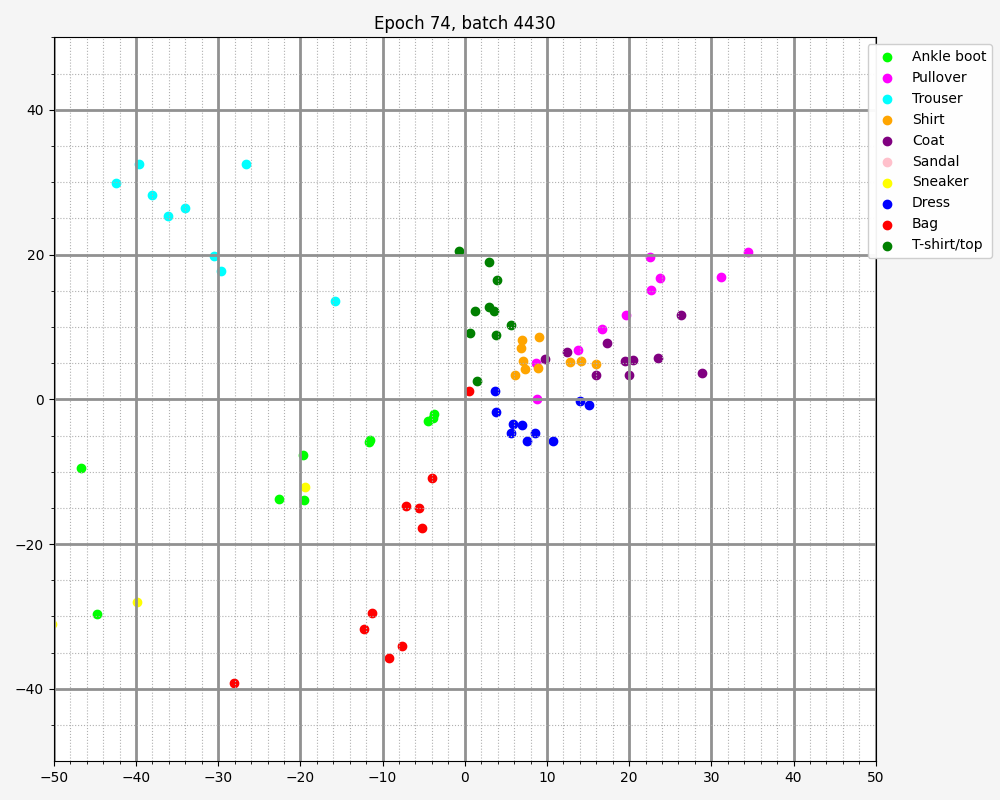 Epoch 74, batch 4430
Ankle boot
Pullover
Trouser
Shirt
Coat
Sandal
Sneaker
Dress
Bag
T-shirt/top
40
20
0
−20
−40
−50 −40 −30 −20 −10 0 10 20 30 40 50